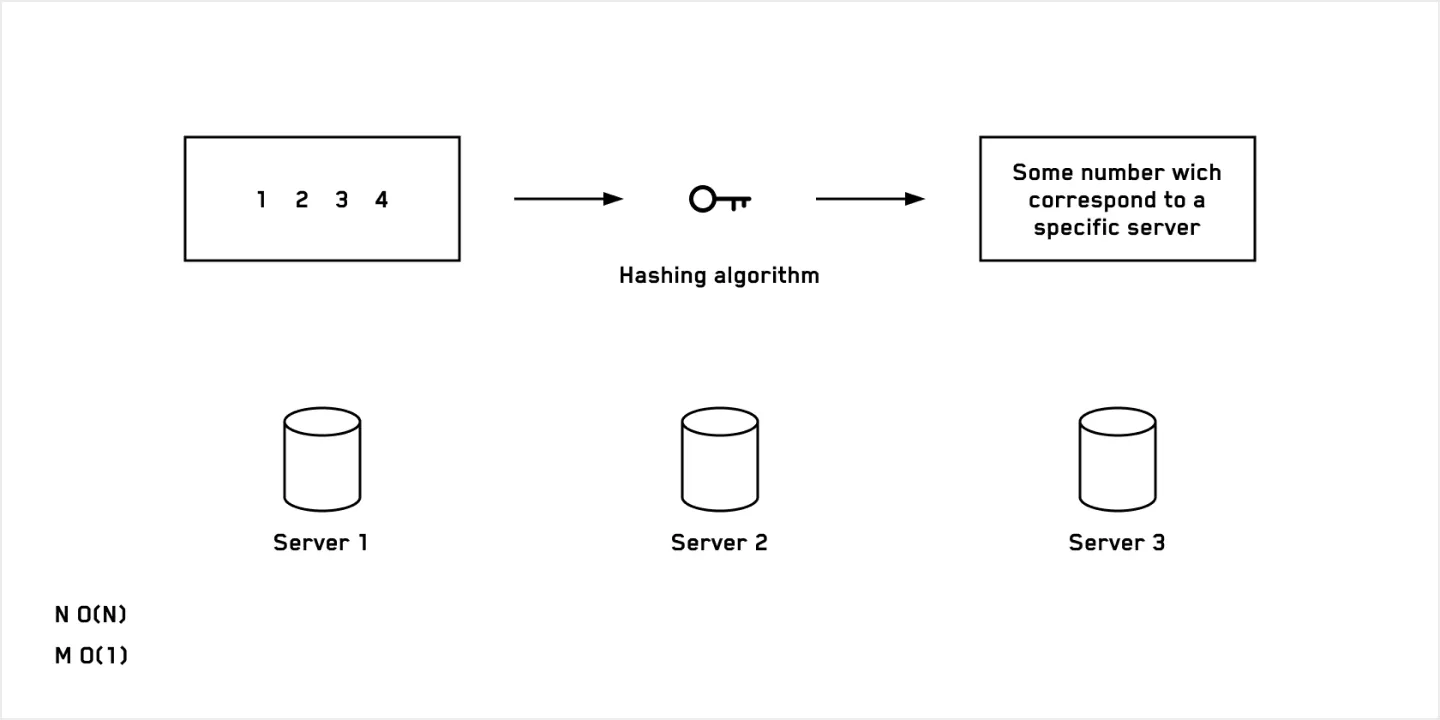 1 2 3 4
Some number wich
correspond to a
specific server
Hashing algorithm
Server 1
Server 2
Server 3
N O(N)
M O(1)